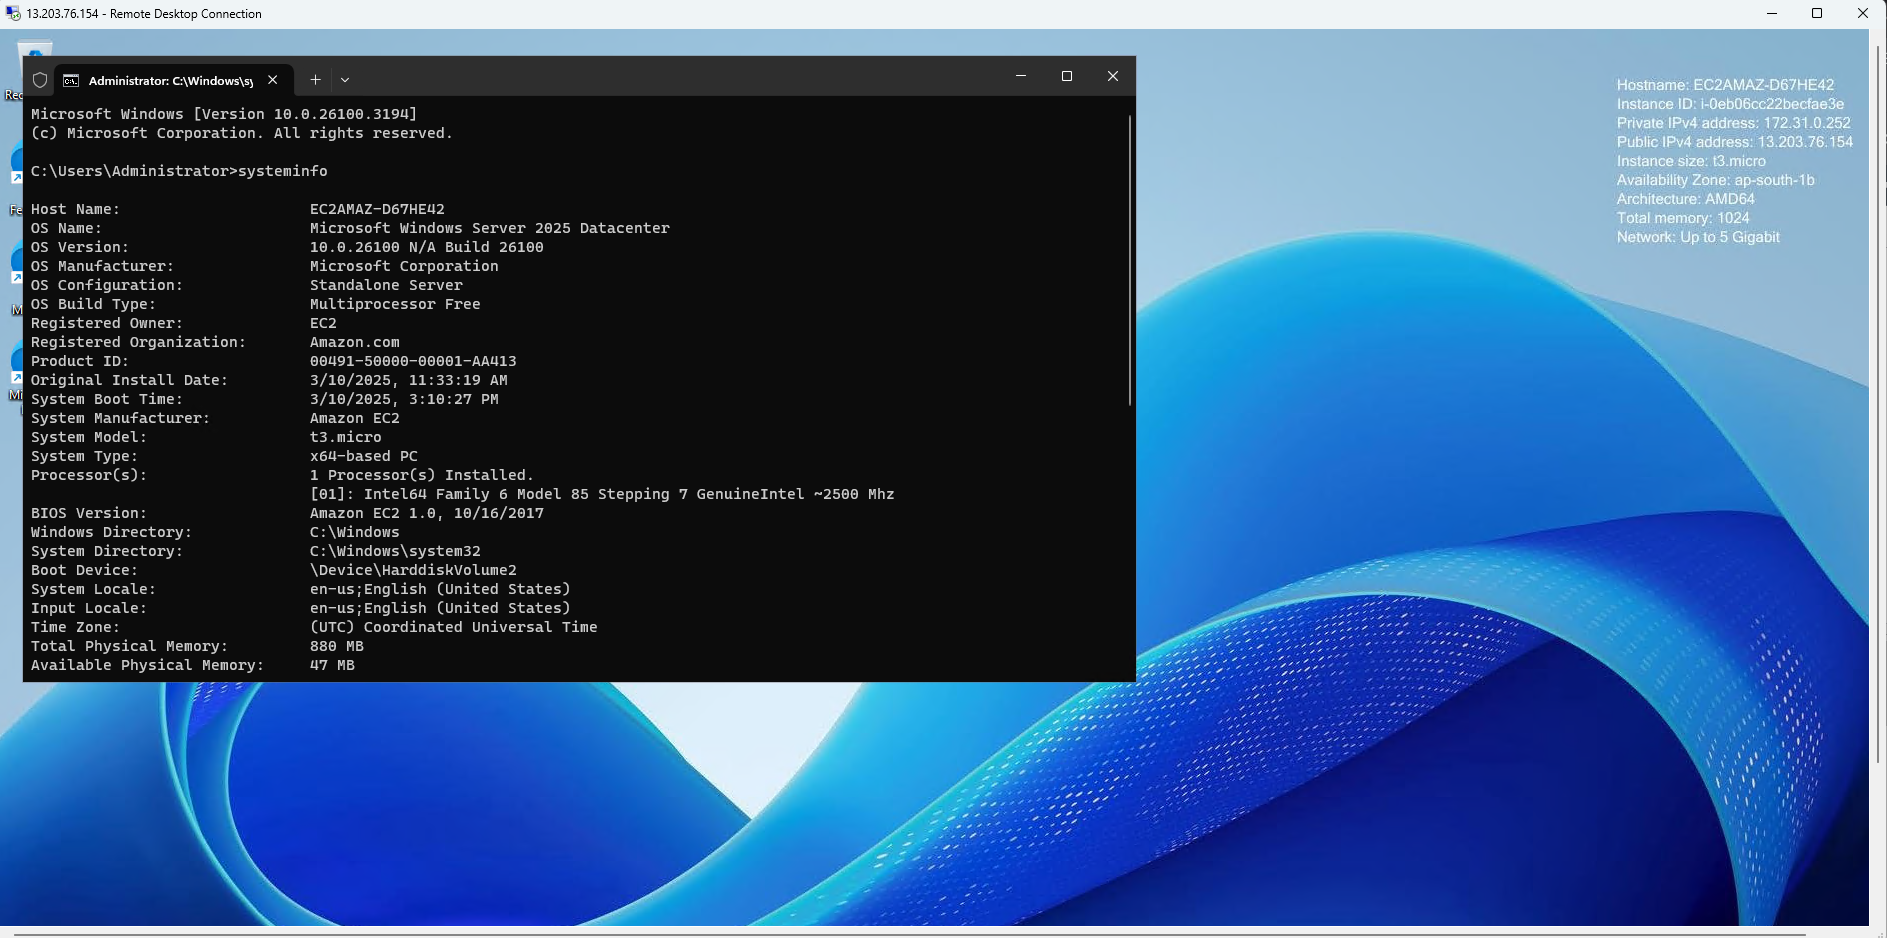 13.203.76.154 - Remote Desktop Connection
Administrator: C:\Windows\sy
Microsoft Windows [Version 10.0.26100.3194]
(c) Microsoft Corporation. All rights reserved.
C:\Users\Administrator>systeminfo
Host Name: EC2AMAZ-D67HE42
OS Name: Microsoft Windows Server 2025 Datacenter
OS Version: 10.0.26100 N/A Build 26100
OS Manufacturer: Microsoft Corporation
OS Configuration: Standalone Server
OS Build Type: Multiprocessor Free
Registered Owner: EC2
Registered Organization: Amazon.com
Product ID: 00491-50000-00001-AA413
Original Install Date: 3/10/2025, 11:33:19 AM
System Boot Time: 3/10/2025, 3:10:27 PM
System Manufacturer: Amazon EC2
System Model: t3.micro
System Type: x64-based PC
Processor(s): 1 Processor(s) Installed.
[01]: Intel64 Family 6 Model 85 Stepping 7 GenuineIntel ~2500 Mhz
BIOS Version: Amazon EC2 1.0, 10/16/2017
Windows Directory: C:\Windows
System Directory: C:\Windows\system32
Boot Device: \Device\HarddiskVolume2
System Locale: en-us;English (United States)
Input Locale: en-us;English (United States)
Time Zone: (UTC) Coordinated Universal Time
Total Physical Memory: 880 MB
Available Physical Memory: 47 MB
Hostname: EC2AMAZ-D67HE42
Instance ID: i-0eb06cc22becfae3e
Private IPv4 address: 172.31.0.252
Public IPv4 address: 13.203.76.154
Instance size: t3.micro
Availability Zone: ap-south-1b
Architecture: AMD64
Total memory: 1024
Network: Up to 5 Gigabit